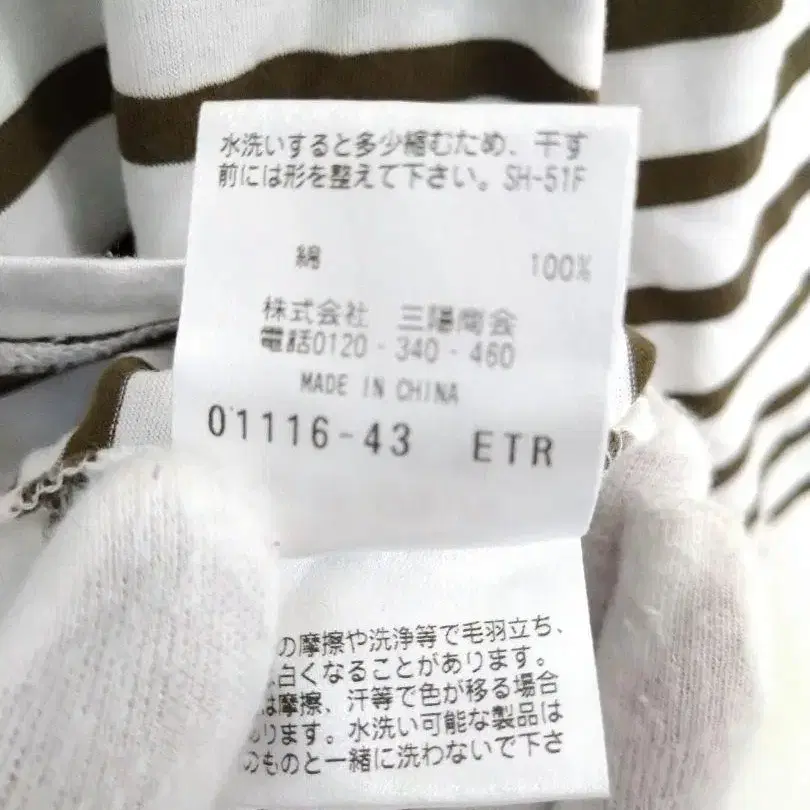 水洗いすると多少縮むため、干す
前には形を整えて下さい。SH-51F
綿 100%
株式会社 三陽商会
電話0120-340-460
MADE IN CHINA
01116-43 ETR
の摩擦や洗浄等で毛羽立ち、
白くなることがあります。
は摩擦、汗等で色が移る場合
ります。水洗い可能な製品は
のものと一緒に洗わないで下さ